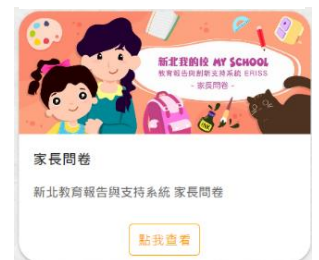 新北我的校 MY SCHOOL
教育報告與創新支持系統 ERISS
- 家長問卷 -
家長問卷
新北教育報告與支持系統 家長問卷
點我查看